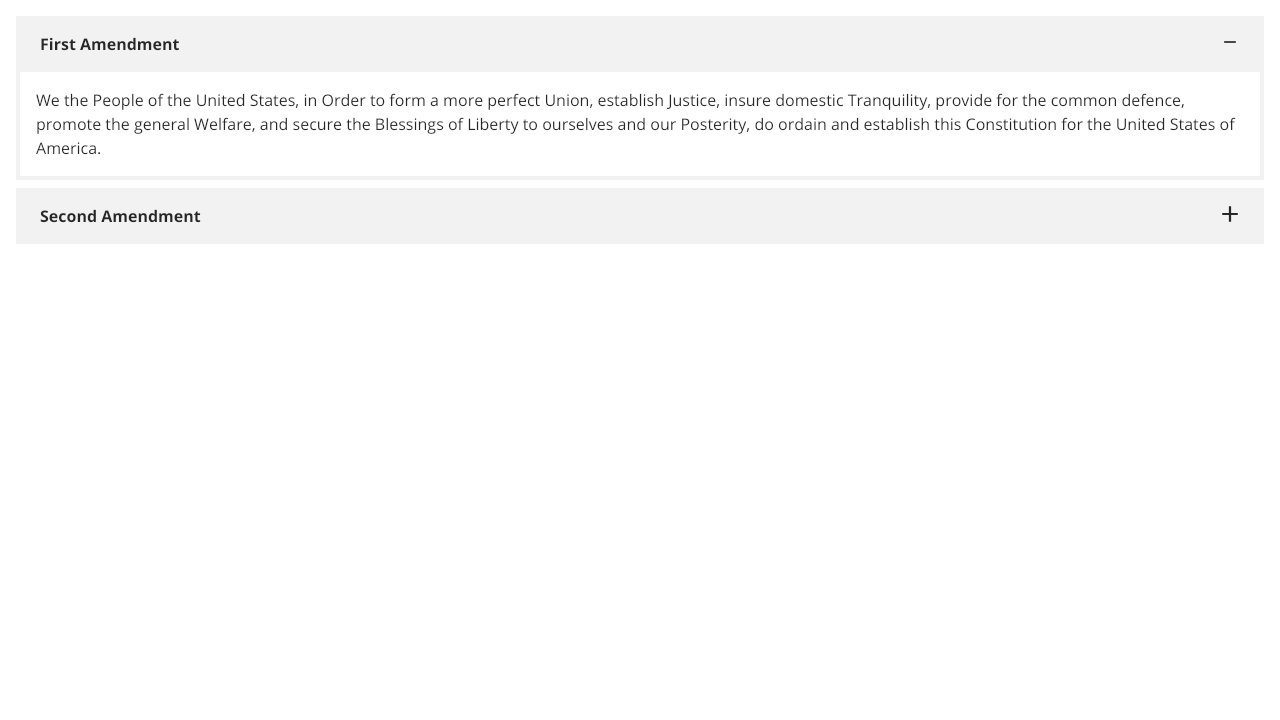 First Amendment
We the People of the United States, in Order to form a more perfect Union, establish Justice, insure domestic Tranquility, provide for the common defence,
promote the general Welfare, and secure the Blessings of Liberty to ourselves and our Posterity, do ordain and establish this Constitution for the United States of
America.
Second Amendment